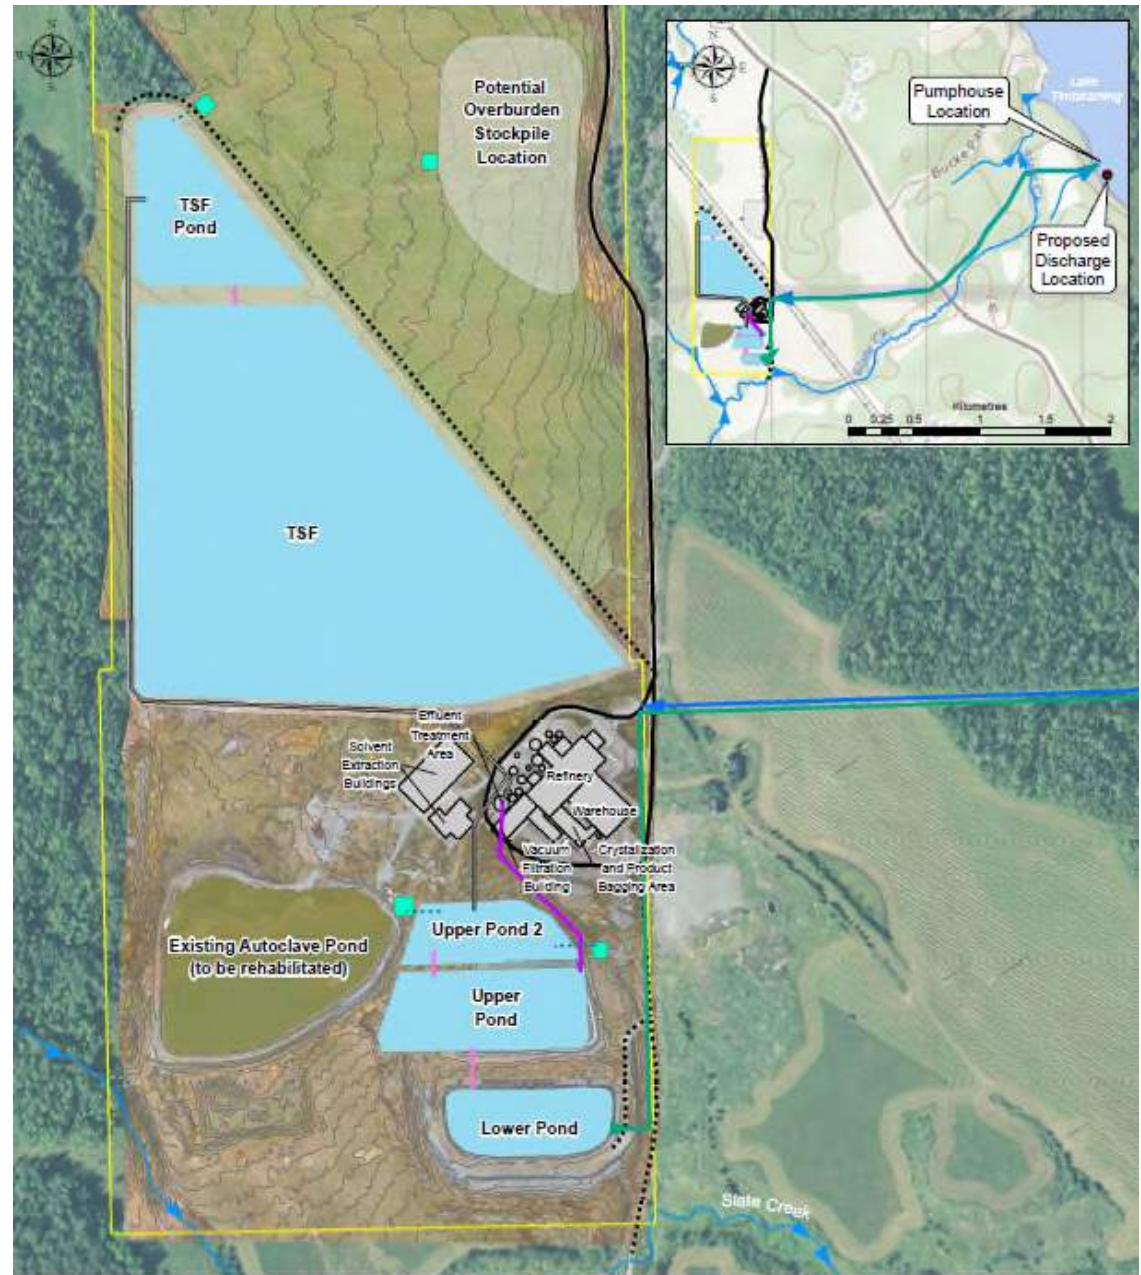 N
E
S
Potential
Overburden
Stockpile
Location
TSF
Pond
TSF
Effluent
Treatment
Area
Solvent
Extraction
Buildings
Refinery
Warehouse
Vacuum
Filtration
Building
Crystalization
and Product
Bagging Area
Upper Pond 2
Existing Autoclave Pond
(to be rehabilitated)
Upper
Pond
Lower Pond
Slate Creek
Pumphouse
Location
Lake
Proposed
Discharge
Location
Kilometres
0 0.25 0.5 1 1.5 2